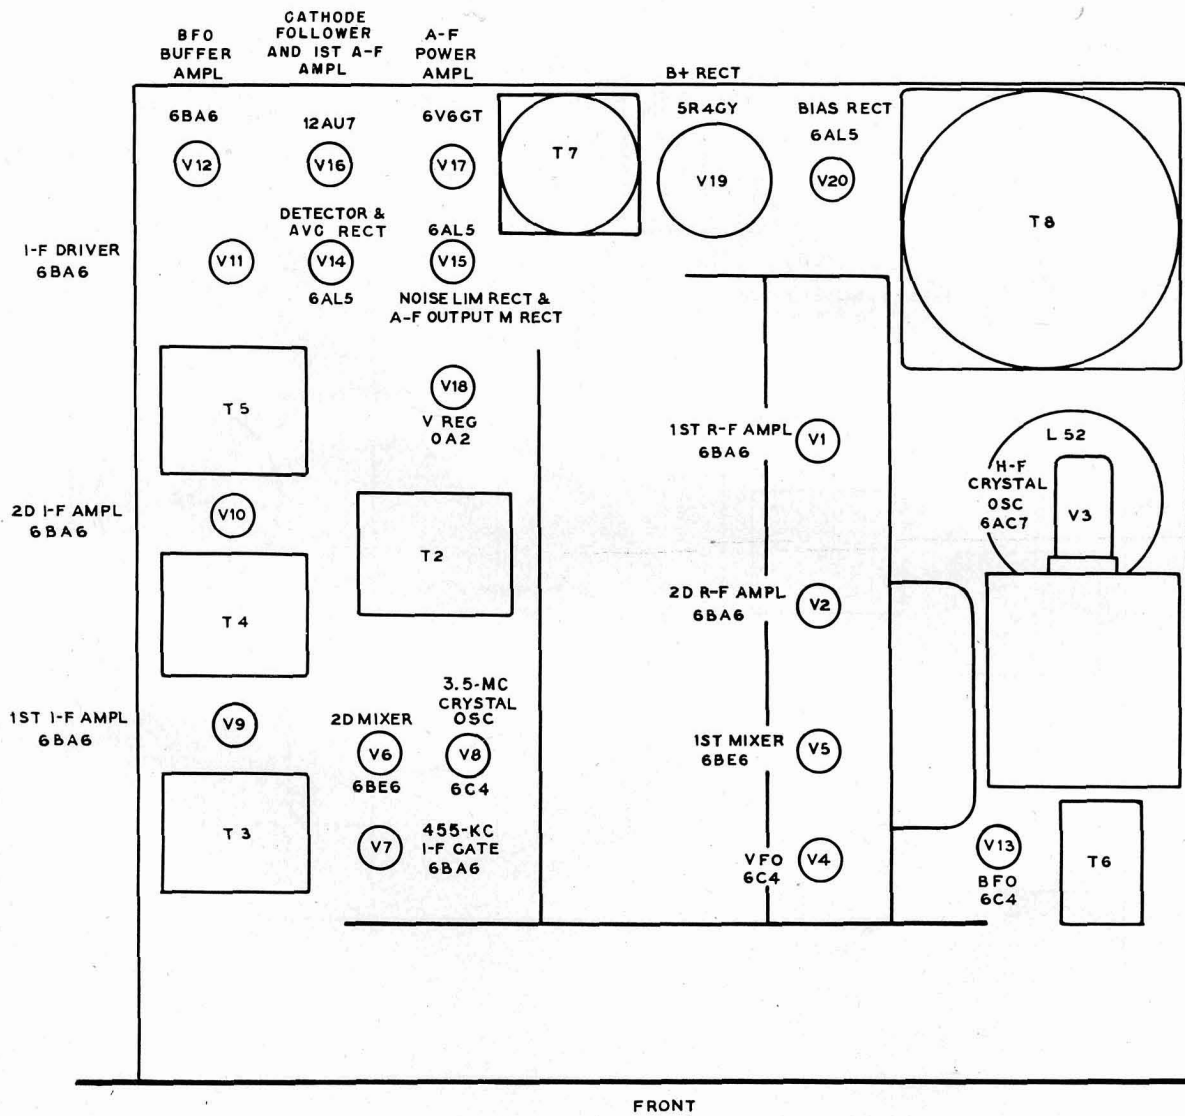 BFO
BUFFER
AMPL
CATHODE
FOLLOWER
AND 1ST A-F
AMPL
A-F
POWER
AMPL
B+ RECT
6BA6
V12
12AU7
V16
6V6GT
V17
T7
5R4GY
V19
BIAS RECT
6AL5
V20
T8
I-F DRIVER
6BA6
V11
DETECTOR &
AVC RECT
V14
6AL5
6AL5
V15
NOISE LIM RECT &
A-F OUTPUT M RECT
T5
V18
V REG
0A2
1ST R-F AMPL
6BA6
V1
L 52
H-F
CRYSTAL
OSC
6AC7
V3
2D I-F AMPL
6BA6
V10
T2
T4
2D R-F AMPL
6BA6
V2
1ST I-F AMPL
6BA6
V9
2D MIXER
V6
6BE6
3.5-MC
CRYSTAL
OSC
V8
6C4
1ST MIXER
6BE6
V5
T3
V7
455-KC
I-F GATE
6BA6
VFO
6C4
V4
V13
BFO
6C4
T6
FRONT